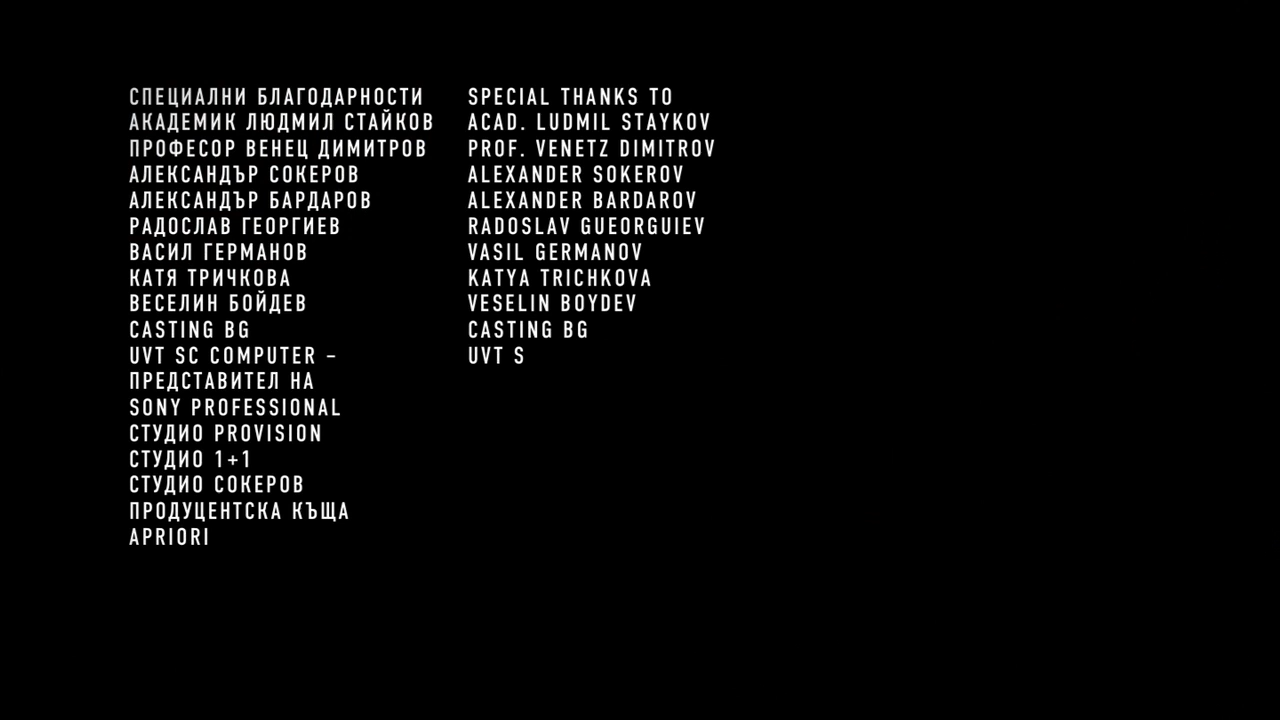 СПЕЦИАЛНИ БЛАГОДАРНОСТИ
АКАДЕМИК ЛЮДМИЛ СТАЙКОВ
ПРОФЕСОР ВЕНЕЦ ДИМИТРОВ
АЛЕКСАНДЪР СОКЕРОВ
АЛЕКСАНДЪР БАРДАРОВ
РАДОСЛАВ ГЕОРГИЕВ
ВАСИЛ ГЕРМАНОВ
КАТЯ ТРИЧКОВА
ВЕСЕЛИН БОЙДЕВ
CASTING BG
UVT SC COMPUTER –
ПРЕДСТАВИТЕЛ НА
SONY PROFESSIONAL
СТУДИО PROVISION
СТУДИО 1+1
СТУДИО СОКЕРОВ
ПРОДУЦЕНТСКА КЪЩА
APRIORI
SPECIAL THANKS TO
ACAD. LUDMIL STAYKOV
PROF. VENETZ DIMITROV
ALEXANDER SOKEROV
ALEXANDER BARDAROV
RADOSLAV GUEORGUIEV
VASIL GERMANOV
KATYA TRICHKOVA
VESELIN BOYDEV
CASTING BG
UVT S